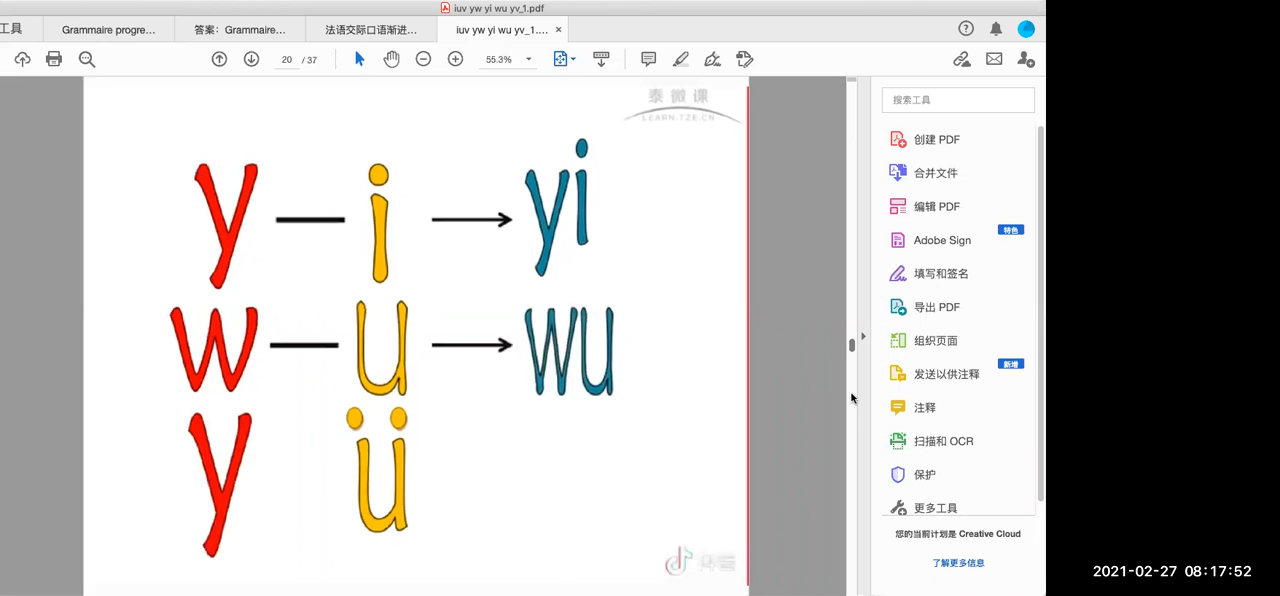 iuv yw yi wu yv_1.pdf
工具
Grammaire progre...
答案：Grammaire...
法语交际口语渐进...
iuv yw yi wu yv_1....
×
20 / 37
55.3%
泰微课
LEARN.TZE.CN
y i yi
w u wu
y ü
搜索工具
创建 PDF
合并文件
编辑 PDF
特色
Adobe Sign
填写和签名
导出 PDF
组织页面
新增
发送以供注释
注释
扫描和 OCR
保护
更多工具
您的当前计划是 Creative Cloud
了解更多信息
2021-02-27 08:17:52